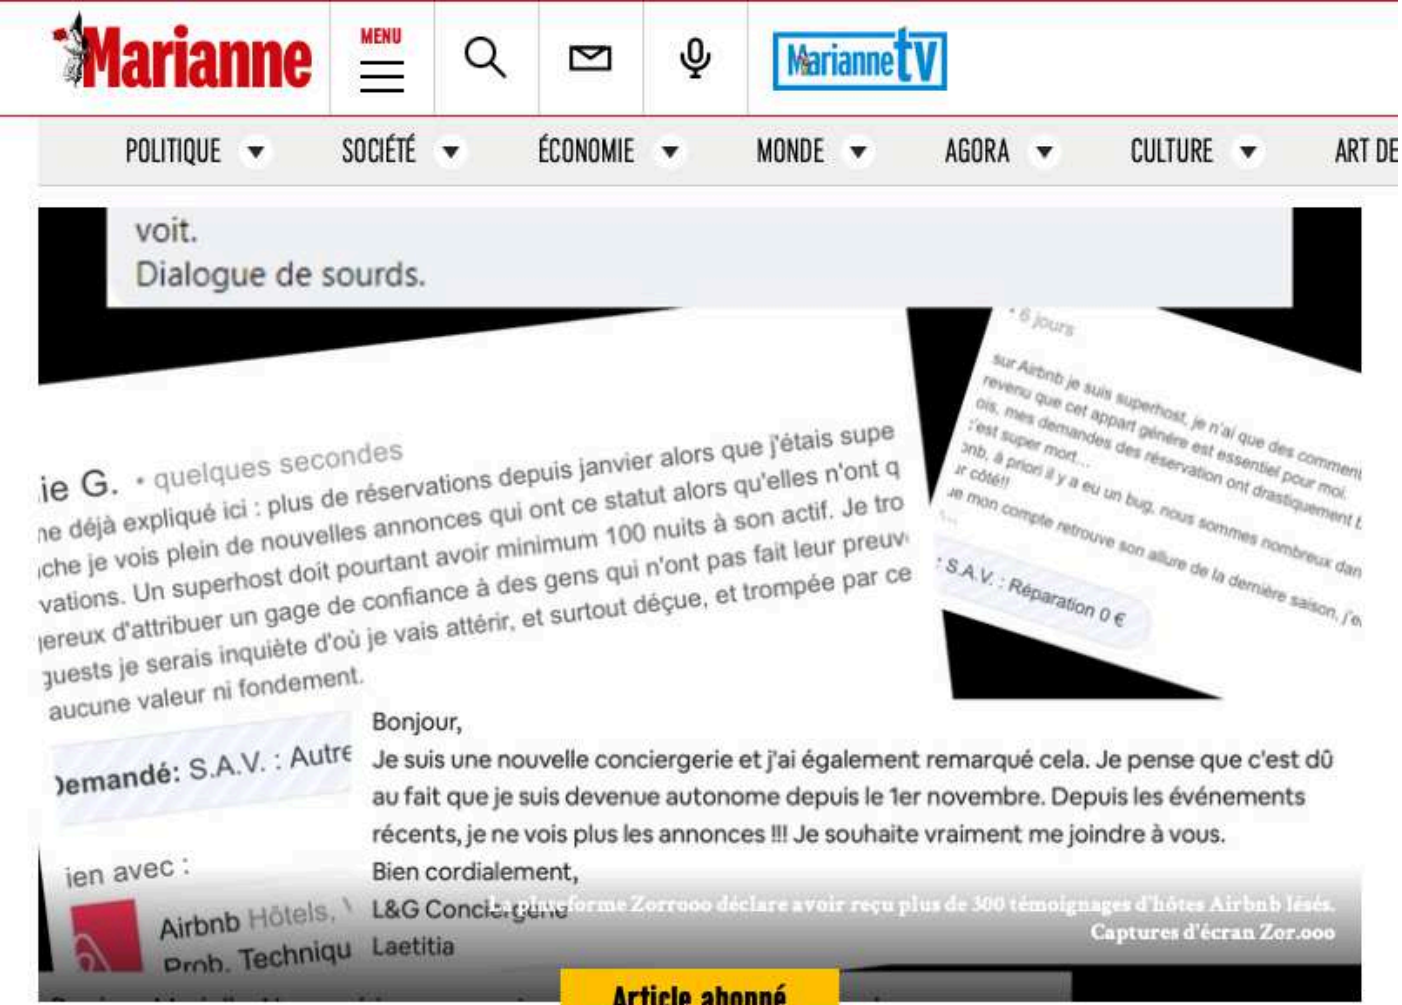 Marianne
MENU
MarianneTV
POLITIQUE
SOCIÉTÉ
ÉCONOMIE
MONDE
AGORA
CULTURE
ART DE
voit.
Dialogue de sourds.
ie G. • quelques secondes
ne déjà expliqué ici : plus de réservations depuis janvier alors que j'étais supe
che je vois plein de nouvelles annonces qui ont ce statut alors qu'elles n'ont q
vations. Un superhost doit pourtant avoir minimum 100 nuits à son actif. Je tro
gereux d'attribuer un gage de confiance à des gens qui n'ont pas fait leur preuv
guests je serais inquiète d'où je vais attérir, et surtout déçue, et trompée par ce
aucune valeur ni fondement.
Demandé: S.A.V. : Autre
ien avec :
Airbnb Hôtels,
Prob. Techniqu
• 6 jours
sur Airbnb je suis superhost, je n'ai que des comment
revenu que cet appart génére est essentiel pour moi.
ois, mes demandes des réservation ont drastiquement b
c'est super mort...
bnb, à priori il y a eu un bug, nous sommes nombreux dan
ur côté!!
ue mon compte retrouve son allure de la dernière saison, j'e
: S.A.V. : Réparation 0 €
Bonjour,
Je suis une nouvelle conciergerie et j'ai également remarqué cela. Je pense que c'est dû
au fait que je suis devenue autonome depuis le 1er novembre. Depuis les événements
récents, je ne vois plus les annonces !!! Je souhaite vraiment me joindre à vous.
Bien cordialement,
L&G Conciergerie
Laetitia
La plateforme Zorrooo déclare avoir reçu plus de 300 témoignages d'hôtes Airbnb lésés.
Captures d'écran Zor.ooo
Article abonné